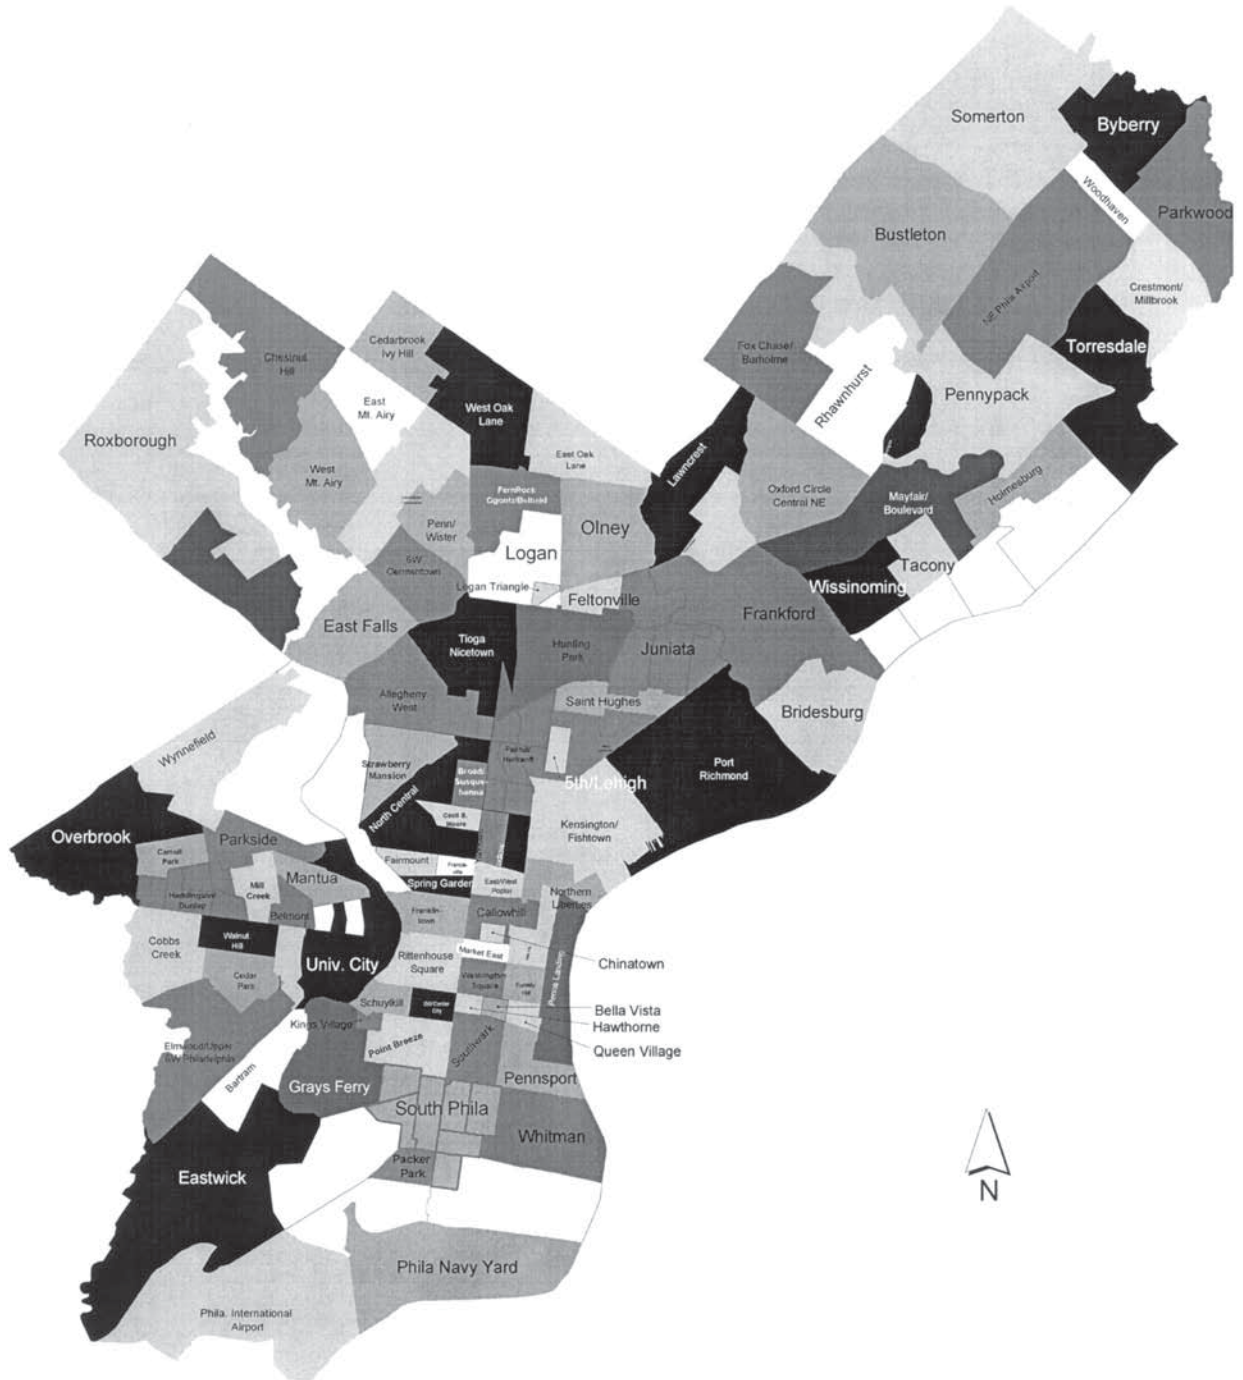 Somerton
Byberry
Woodhaven
Parkwood
Bustleton
NE Phila Airport
Crestmont/
Millbrook
Torresdale
Fox Chase/
Burholme
Rhawnhurst
Pennypack
Cedarbrook
Ivy Hill
Chestnut
Hill
East
Mt. Airy
West Oak
Lane
Roxborough
West
Mt. Airy
East Oak
Lane
Lawncrest
Oxford Circle
Central NE
Mayfair/
Boulevard
Holmesburg
FernRock
Ogontz/Belfield
Penn/
Wister
Olney
Logan
SW
Germantown
Logan Triangle
Feltonville
Tacony
Wissinoming
East Falls
Frankford
Tioga
Nicetown
Hunting
Park
Juniata
Allegheny
West
Saint Hughes
Bridesburg
Wynnefield
Strawberry
Mansion
Fairhill/
Hartranft
Port
Richmond
Broad/
Susque-
hanna
5th/Lehigh
North Central
Cecil B.
Moore
Kensington/
Fishtown
Overbrook
Parkside
Carroll
Park
Fairmount
Francis-
ville
Mantua
Mill
Creek
Spring Garden
East/West
Poplar
Haddington/
Dunlap
Northern
Liberties
Belmont
Franklin-
town
Callowhill
Cobbs
Creek
Walnut
Hill
Univ. City
Rittenhouse
Square
Market East
Chinatown
Cedar
Park
Washington
Square
Society
Hill
Penns Landing
Schuylkill
Bella Vista
Kings Village
Hawthorne
Point Breeze
Southwark
Queen Village
Elmwood/Upper
SW Philadelphia
Bartram
Grays Ferry
Pennsport
South Phila
Whitman
Packer
Park
Eastwick
N
Phila Navy Yard
Phila. International
Airport